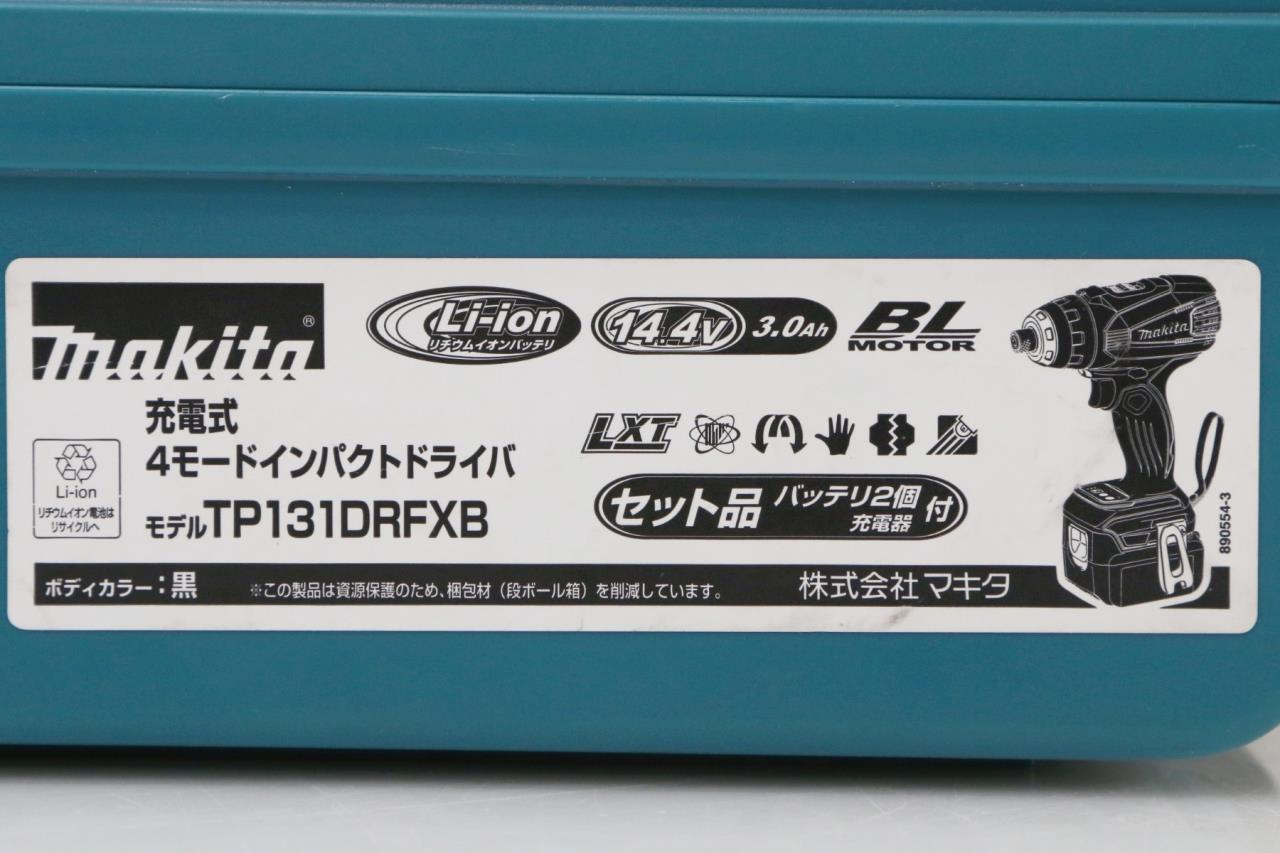 makita®
Li-ion
リチウムイオンバッテリ
14.4V 3.0Ah
BL
MOTOR
makita
充電式
4モードインパクトドライバ
モデルTP131DRFXB
Li-ion
リチウムイオン電池は
リサイクルへ
LXT
セット品 バッテリ2個 充電器 付
890554-3
ボディカラー：黒 ※この製品は資源保護のため、梱包材（段ボール箱）を削減しています。 株式会社マキタ